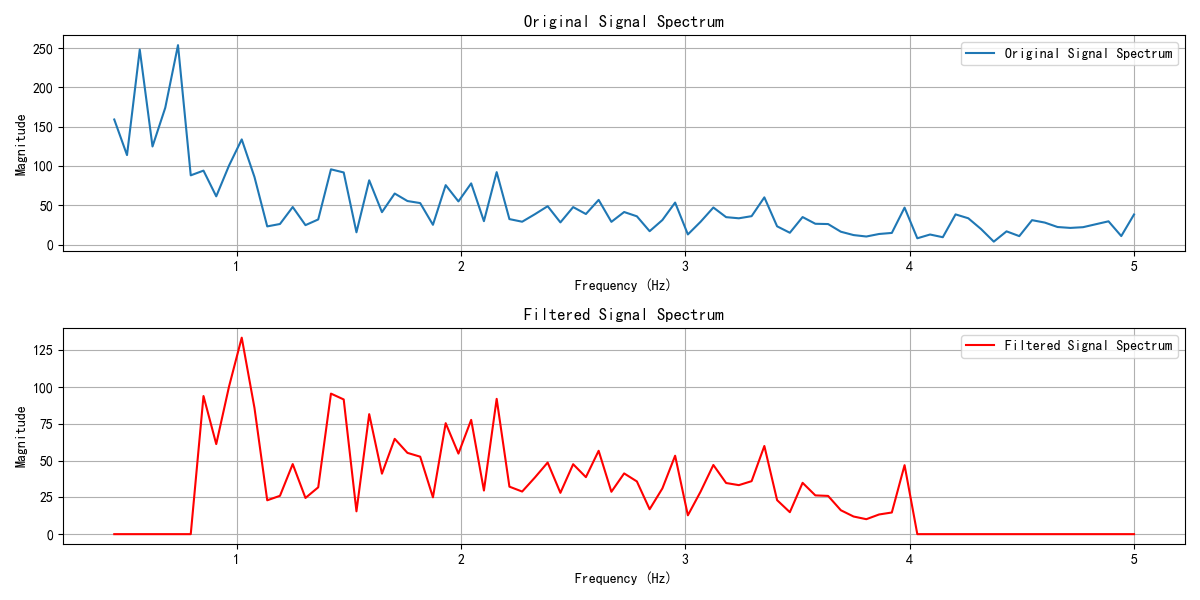 Original Signal Spectrum
Original Signal Spectrum
250
200
150
100
50
0
Magnitude
1 2 3 4 5
Frequency (Hz)
Filtered Signal Spectrum
Filtered Signal Spectrum
125
100
75
50
25
0
Magnitude
1 2 3 4 5
Frequency (Hz)